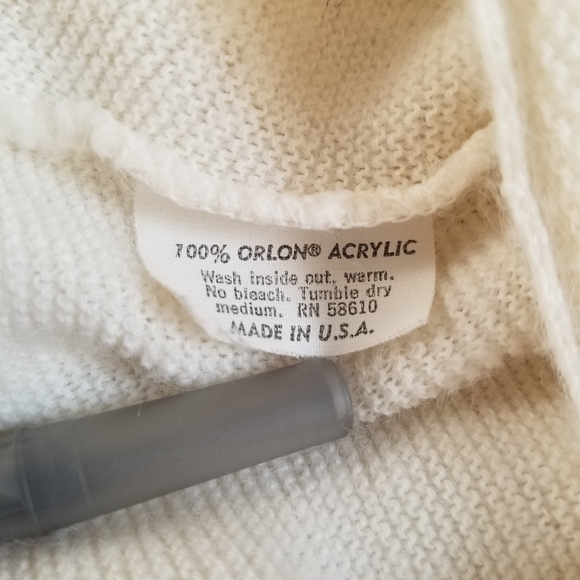 100% ORLON® ACRYLIC
Wash inside out, warm.
No bleach. Tumble dry
medium. RN 58610
MADE IN U.S.A.